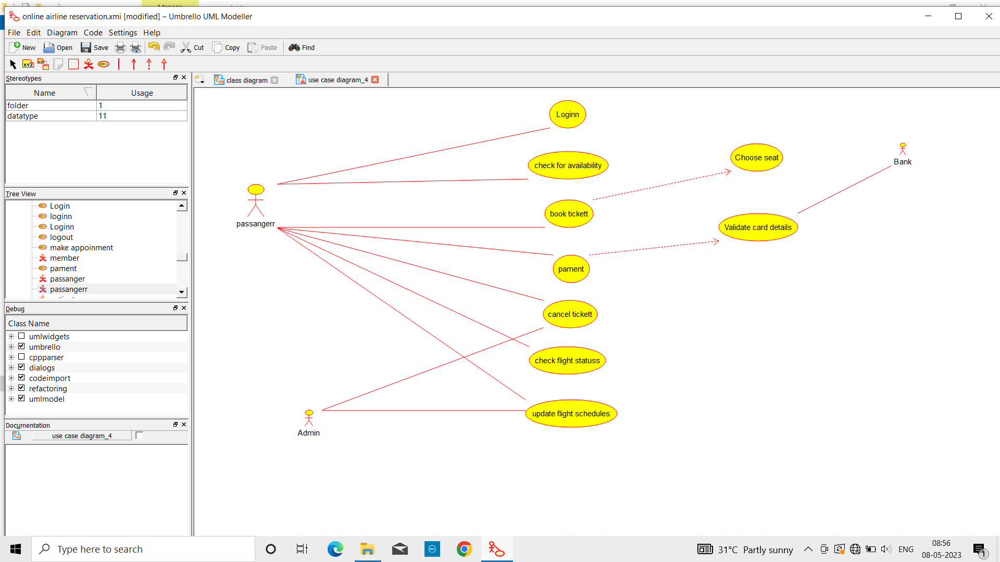 online airline reservation.xmi [modified] – Umbrello UML Modeller
File Edit Diagram Code Settings Help
New Open Save Cut Copy Paste Find
XYZ ABC
Stereotypes
Name Usage
folder 1
datatype 11
Tree View
Login
loginn
Loginn
logout
make appoinment
member
pament
passanger
passangerr
Debug
Class Name
umlwidgets
umbrello
cppparser
dialogs
codeimport
refactoring
umlmodel
Documentation
use case diagram_4
class diagram
use case diagram_4
Loginn
check for availability
Choose seat
Bank
book tickett
passangerr
Validate card details
pament
cancel tickett
check flight statuss
update flight schedules
Admin
Type here to search
DELL
31°C Partly sunny
ENG
08:56
08-05-2023
1